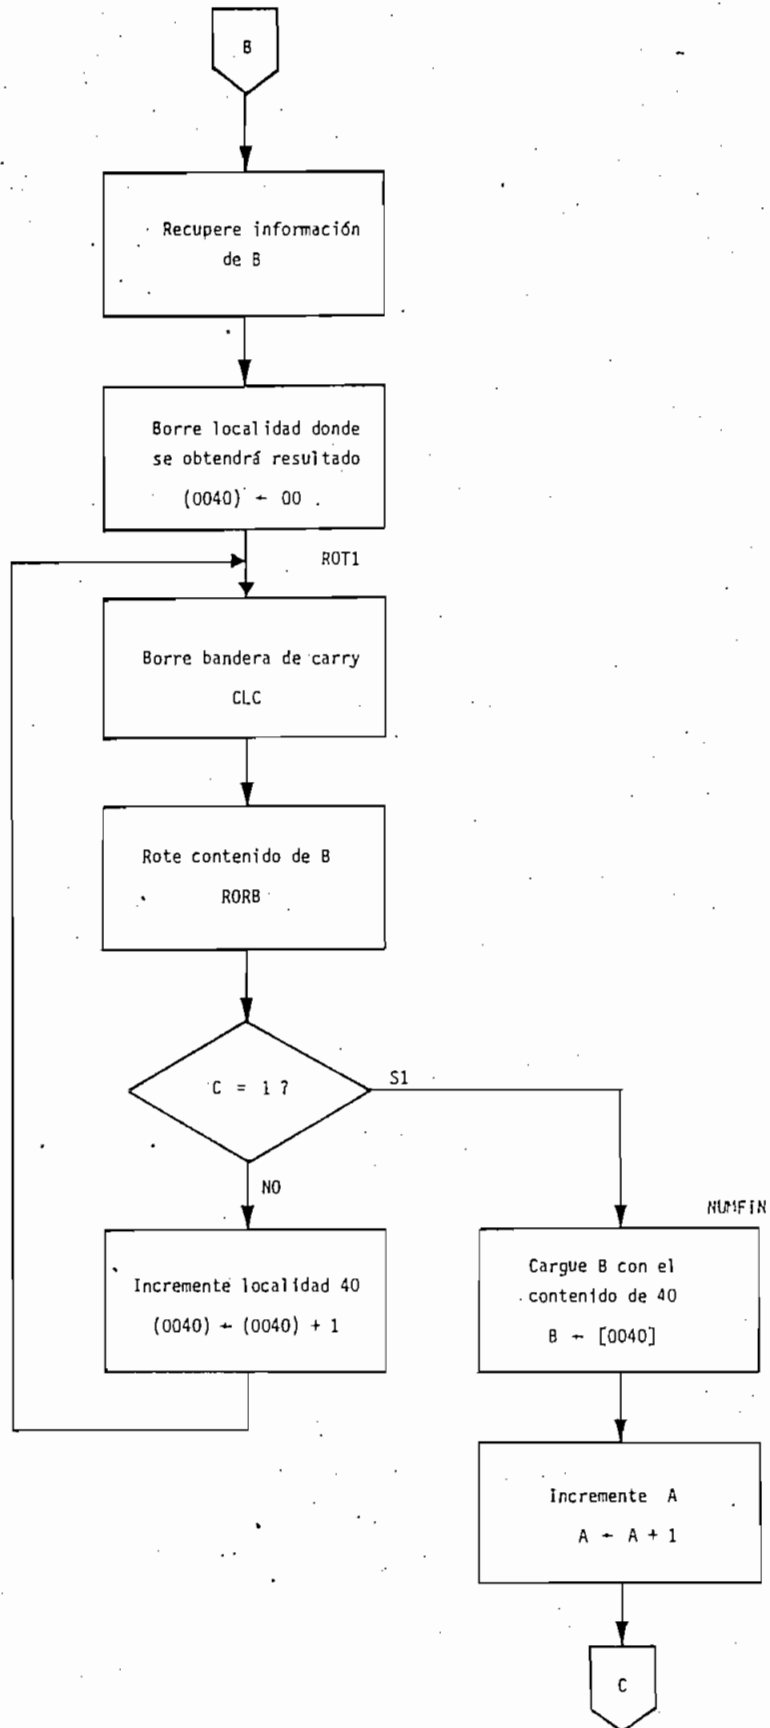 B
Recupere información
de B
Borre localidad donde
se obtendrá resultado
(0040) ← 00
ROT1
Borre bandera de carry
CLC
Rote contenido de B
RORB
C = 1 ?
S1
NO
Incremente localidad 40
(0040) ← (0040) + 1
NUMFIN
Cargue B con el
contenido de 40
B ← [0040]
Incremente A
A ← A + 1
C